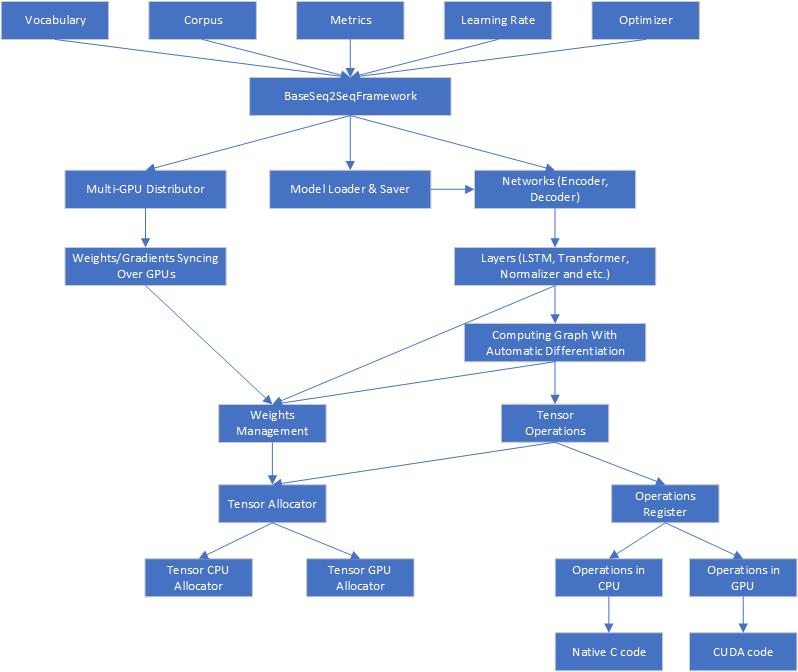 Vocabulary
Corpus
Metrics
Learning Rate
Optimizer
BaseSeq2SeqFramework
Multi-GPU Distributor
Model Loader & Saver
Networks (Encoder,
Decoder)
Weights/Gradients Syncing
Over GPUs
Layers (LSTM, Transformer,
Normalizer and etc.)
Computing Graph With
Automatic Differentiation
Weights
Management
Tensor
Operations
Tensor Allocator
Operations
Register
Tensor CPU
Allocator
Tensor GPU
Allocator
Operations in
CPU
Operations in
GPU
Native C code
CUDA code